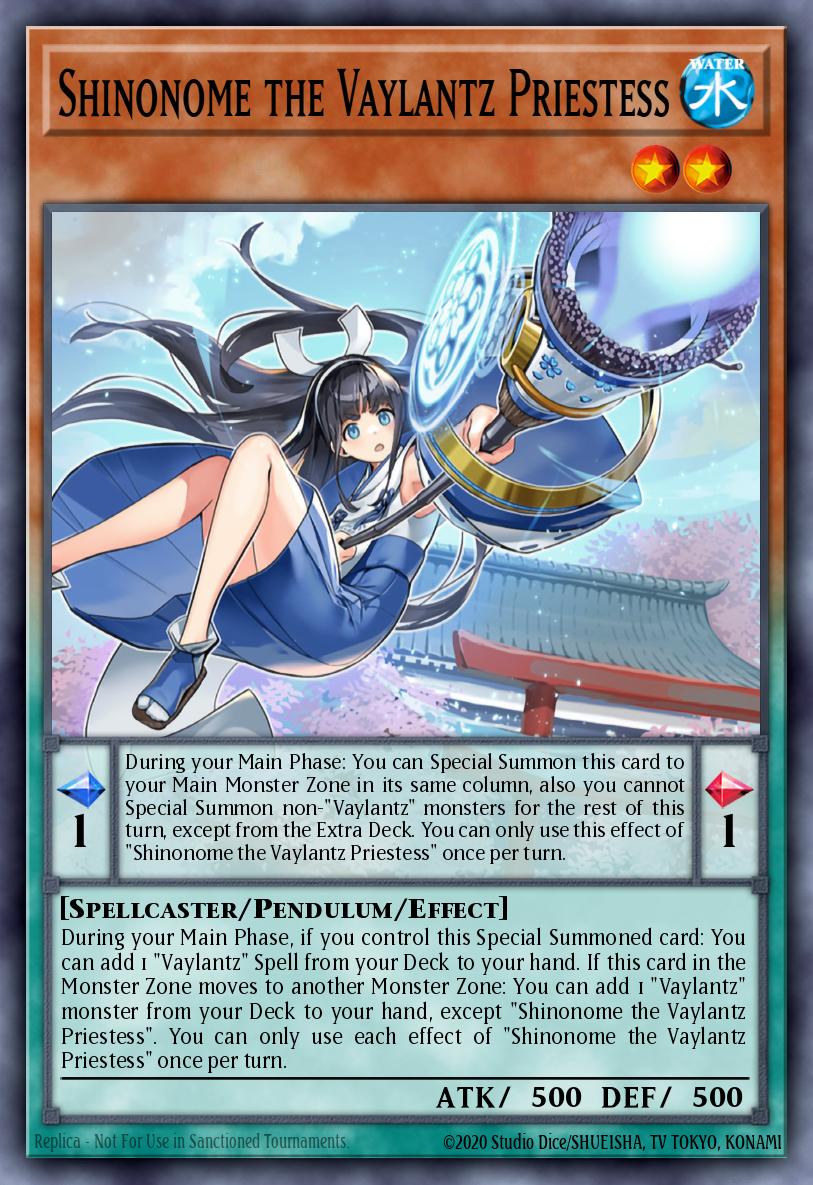 Shinonome the Vaylantz Priestess
WATER
水
During your Main Phase: You can Special Summon this card to
your Main Monster Zone in its same column, also you cannot
Special Summon non-"Vaylantz" monsters for the rest of this
turn, except from the Extra Deck. You can only use this effect of
"Shinonome the Vaylantz Priestess" once per turn.
1
1
[Spellcaster/Pendulum/Effect]
During your Main Phase, if you control this Special Summoned card: You
can add 1 "Vaylantz" Spell from your Deck to your hand. If this card in the
Monster Zone moves to another Monster Zone: You can add 1 "Vaylantz"
monster from your Deck to your hand, except "Shinonome the Vaylantz
Priestess". You can only use each effect of "Shinonome the Vaylantz
Priestess" once per turn.
ATK/ 500 DEF/ 500
Replica - Not For Use in Sanctioned Tournaments.
©2020 Studio Dice/SHUEISHA, TV TOKYO, KONAMI